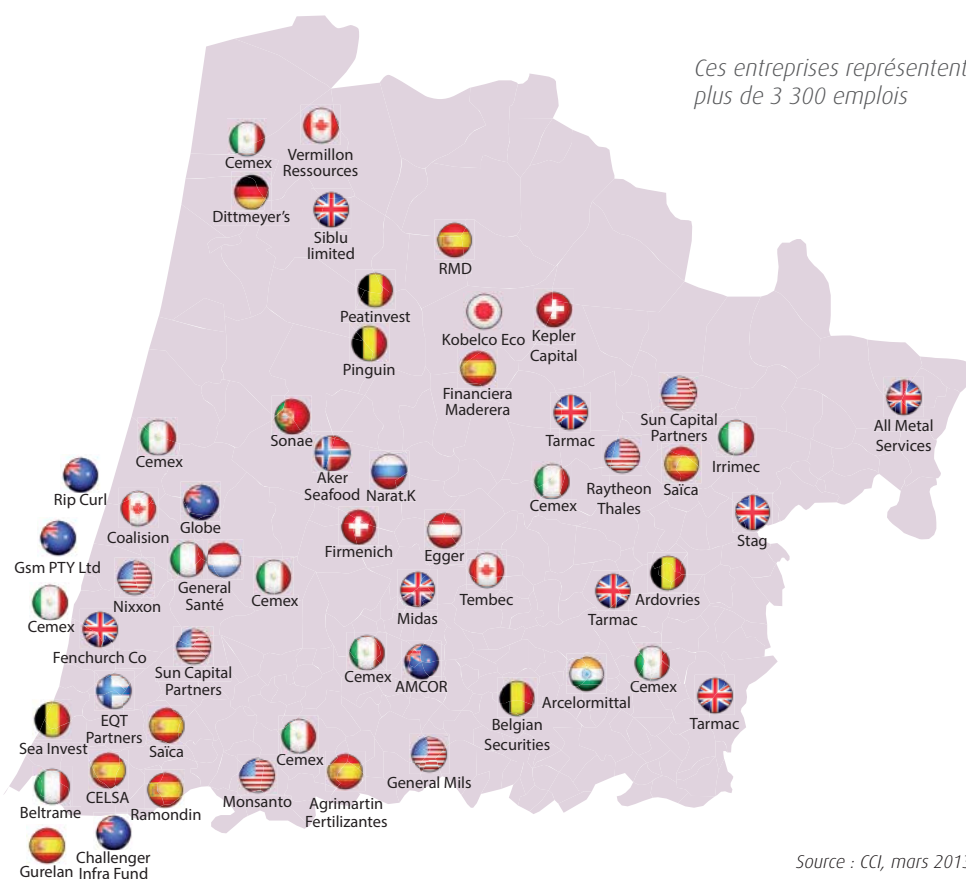 Ces entreprises représentent
plus de 3 300 emplois
Cemex
Vermillon
Ressources
Dittmeyer's
Siblu
limited
RMD
Peatinvest
Kobelco Eco
Kepler
Capital
Pinguin
Financiera
Maderera
Sonae
Tarmac
Sun Capital
Partners
All Metal
Services
Cemex
Aker
Seafood
Narat.K
Irrimec
Rip Curl
Cemex
Raytheon
Thales
Saïca
Coalision
Globe
Firmenich
Egger
Stag
Gsm PTY Ltd
Nixxon
General
Santé
Cemex
Midas
Tembec
Tarmac
Ardovries
Cemex
Fenchurch Co
Sun Capital
Partners
Cemex
AMCOR
Arcelormittal
Cemex
Tarmac
Sea Invest
EQT
Partners
Saïca
Belgian
Securities
Cemex
General Mils
Beltrame
CELSA
Ramondin
Monsanto
Agrimartin
Fertilizantes
Gurelan
Challenger
Infra Fund
Source : CCI, mars 2013